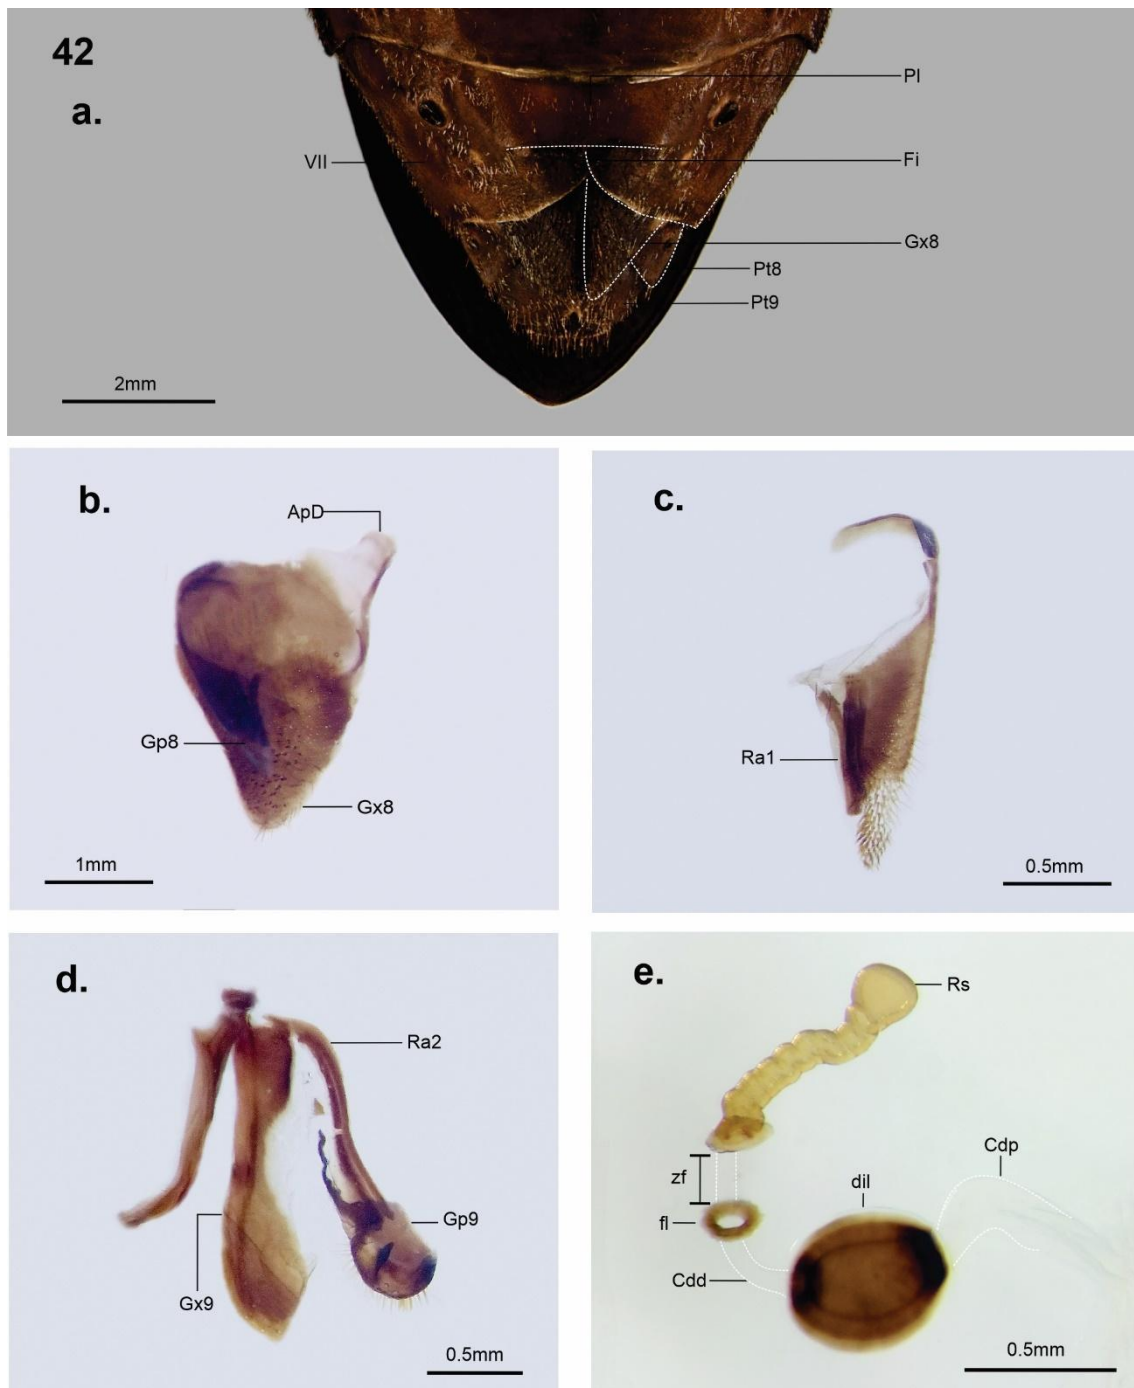 42
a.
Pl
VII
Fi
Gx8
Pt8
Pt9
2mm
b.
ApD
Gp8
Gx8
1mm
c.
Ra1
0.5mm
d.
Ra2
Gp9
Gx9
0.5mm
e.
Rs
zf
Cdp
dil
fl
Cdd
0.5mm